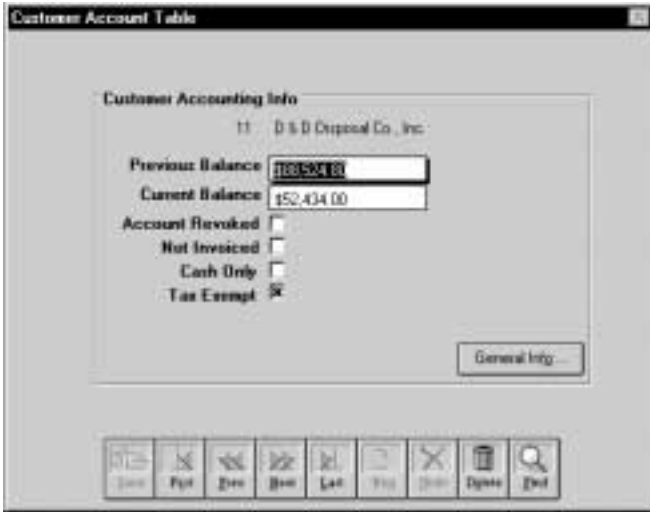 Customer Account Table
Customer Accounting Info
11 D & D Disposal Co., Inc.
Previous Balance
Current Balance $52,434.00
Account Revoked
Not Invoiced
Cash Only
Tax Exempt
General Info...
Save First Prev Next Last Undo Delete Find